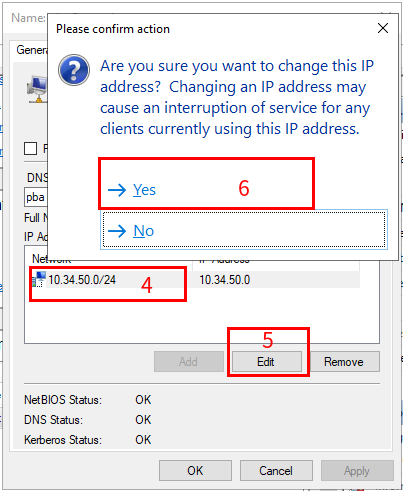 Name:
Please confirm action
Genera
Are you sure you want to change this IP
address? Changing an IP address may
cause an interruption of service for any
clients currently using this IP address.
Yes
6
No
DNS
pba
Full N
IP Ad
Network
IP Address
10.34.50.0/24
4
10.34.50.0
5
Add
Edit
Remove
NetBIOS Status:
OK
DNS Status:
OK
Kerberos Status:
OK
OK
Cancel
Apply